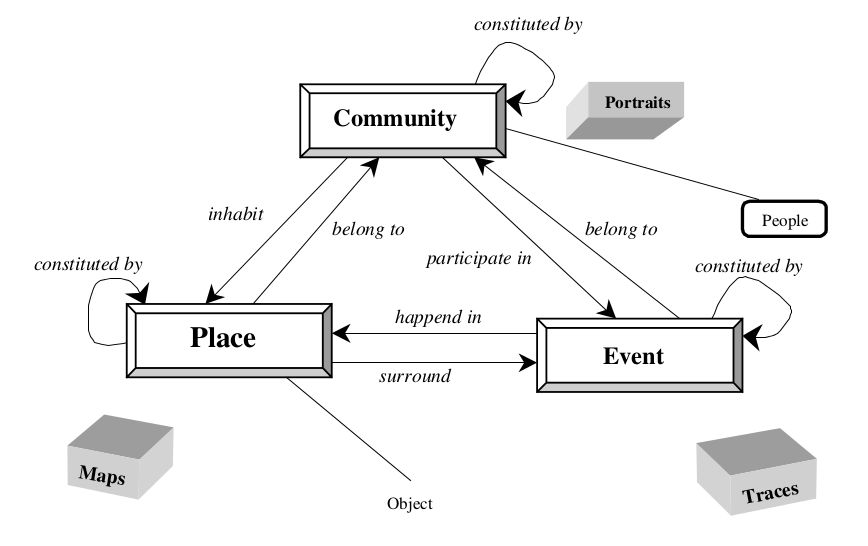 constituted by
Portraits
Community
inhabit
belong to
People
belong to
participate in
constituted by
constituted by
happend in
Place
Event
surround
Maps
Traces
Object